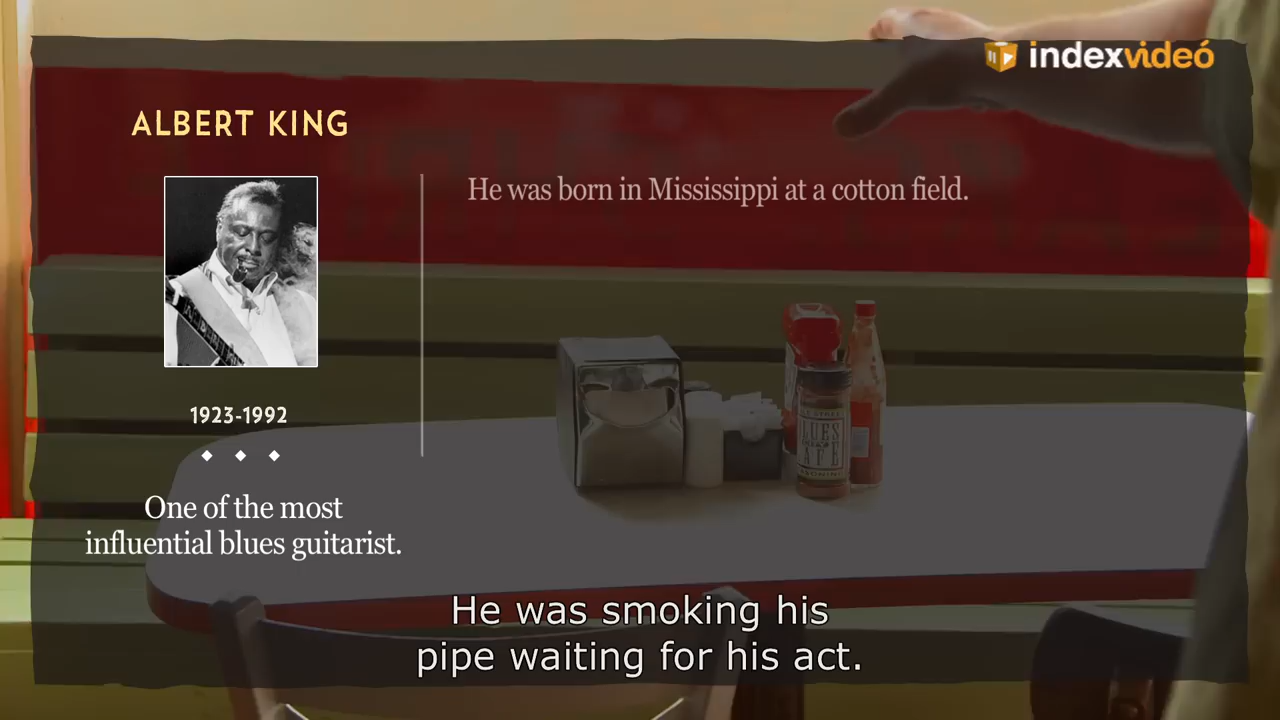 indexvideó
ALBERT KING
He was born in Mississippi at a cotton field.
1923-1992
One of the most
influential blues guitarist.
He was smoking his
pipe waiting for his act.